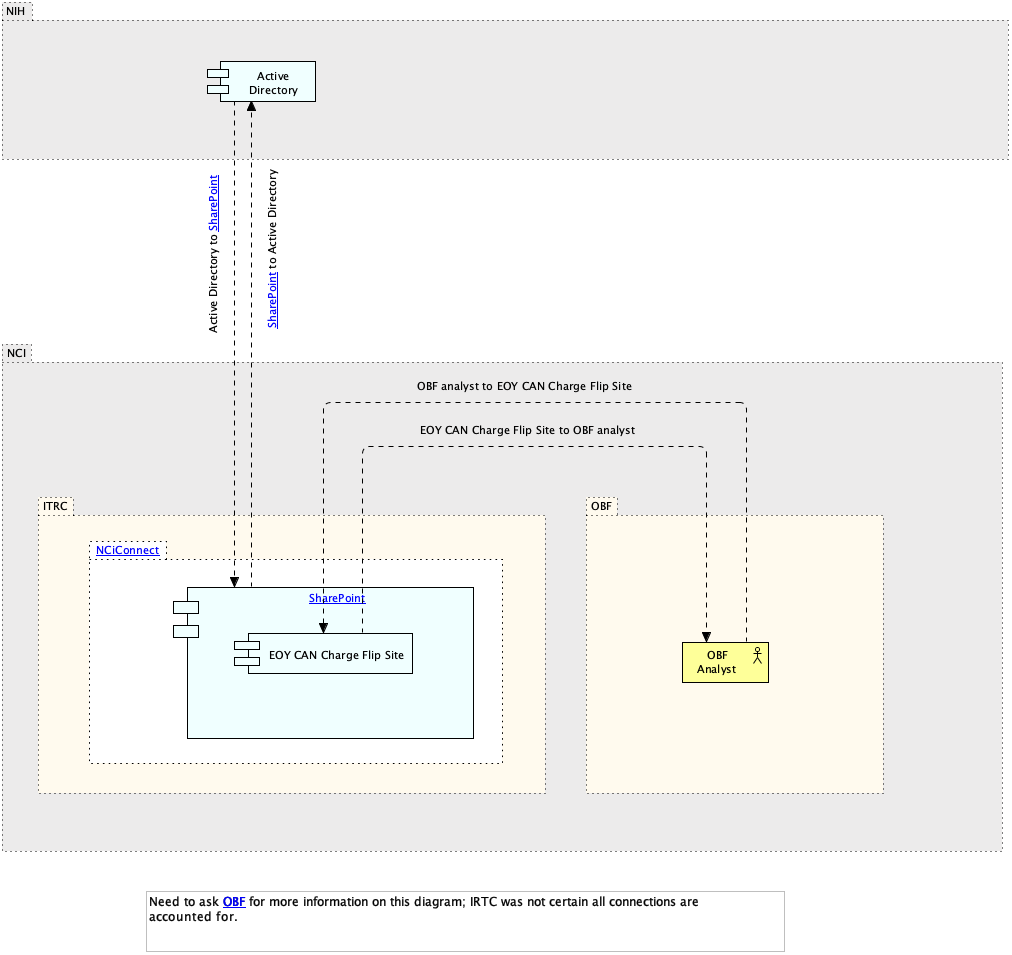 NIH
Active
Directory
Active Directory to SharePoint
SharePoint to Active Directory
NCI
OBF analyst to EOY CAN Charge Flip Site
EOY CAN Charge Flip Site to OBF analyst
ITRC
OBF
NCiConnect
SharePoint
EOY CAN Charge Flip Site
OBF
Analyst
Need to ask OBF for more information on this diagram; IRTC was not certain all connections are
accounted for.